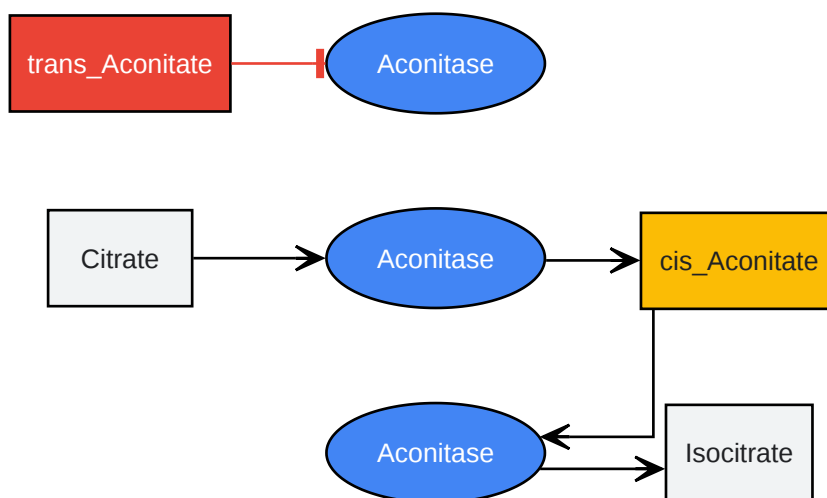 trans_Aconitate
Aconitase
Citrate
Aconitase
cis_Aconitate
Aconitase
Isocitrate